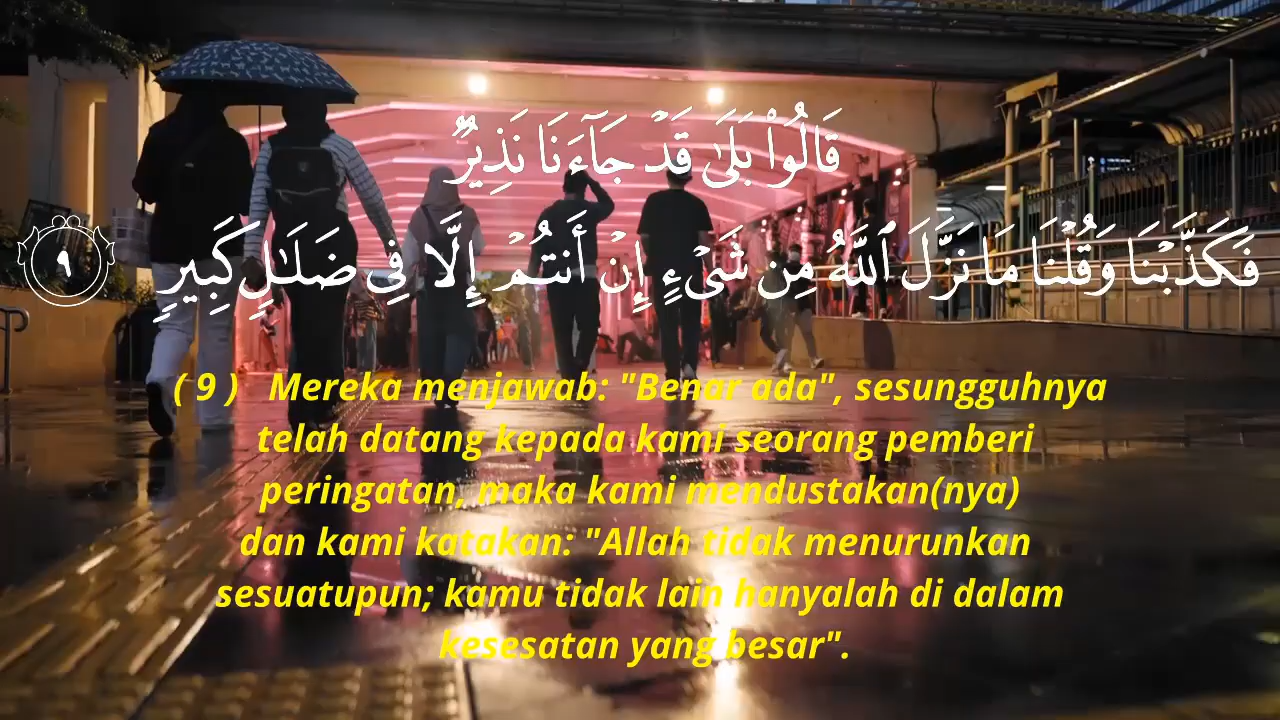 قَالُوا۟ بَلَىٰ قَدْ جَآءَنَا نَذِيرٌ
فَكَذَّبْنَا وَقُلْنَا مَا نَزَّلَ ٱللَّهُ مِن شَىْءٍ إِنْ أَنتُمْ إِلَّا فِى ضَلَـٰلٍ كَبِيرٍ ٩
( 9 ) Mereka menjawab: "Benar ada", sesungguhnya
telah datang kepada kami seorang pemberi
peringatan, maka kami mendustakan(nya)
dan kami katakan: "Allah tidak menurunkan
sesuatupun; kamu tidak lain hanyalah di dalam
kesesatan yang besar".